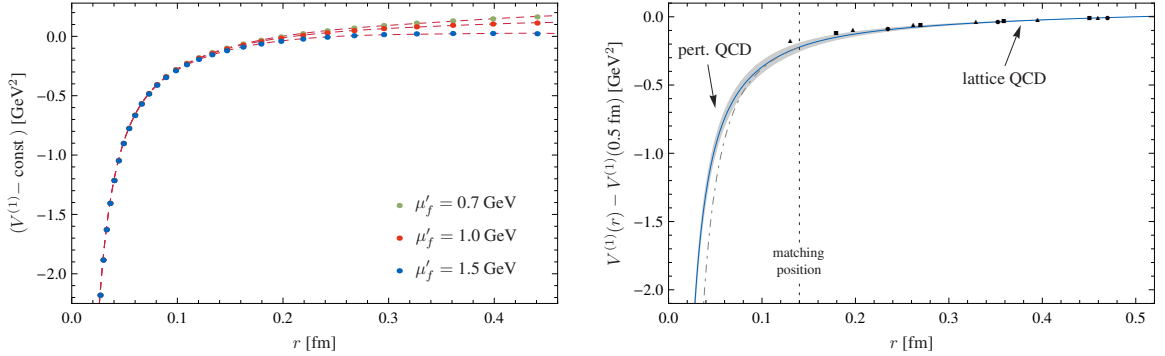 (V⁽¹⁾− const ) [GeV²]
0.0
−0.5
−1.0
−1.5
−2.0
μ′f = 0.7 GeV
μ′f = 1.0 GeV
μ′f = 1.5 GeV
0.0 0.1 0.2 0.3 0.4
r [fm]
V⁽¹⁾(r) − V⁽¹⁾(0.5 fm) [GeV²]
0.0
−0.5
−1.0
−1.5
−2.0
pert. QCD
lattice QCD
matching
position
0.0 0.1 0.2 0.3 0.4 0.5
r [fm]